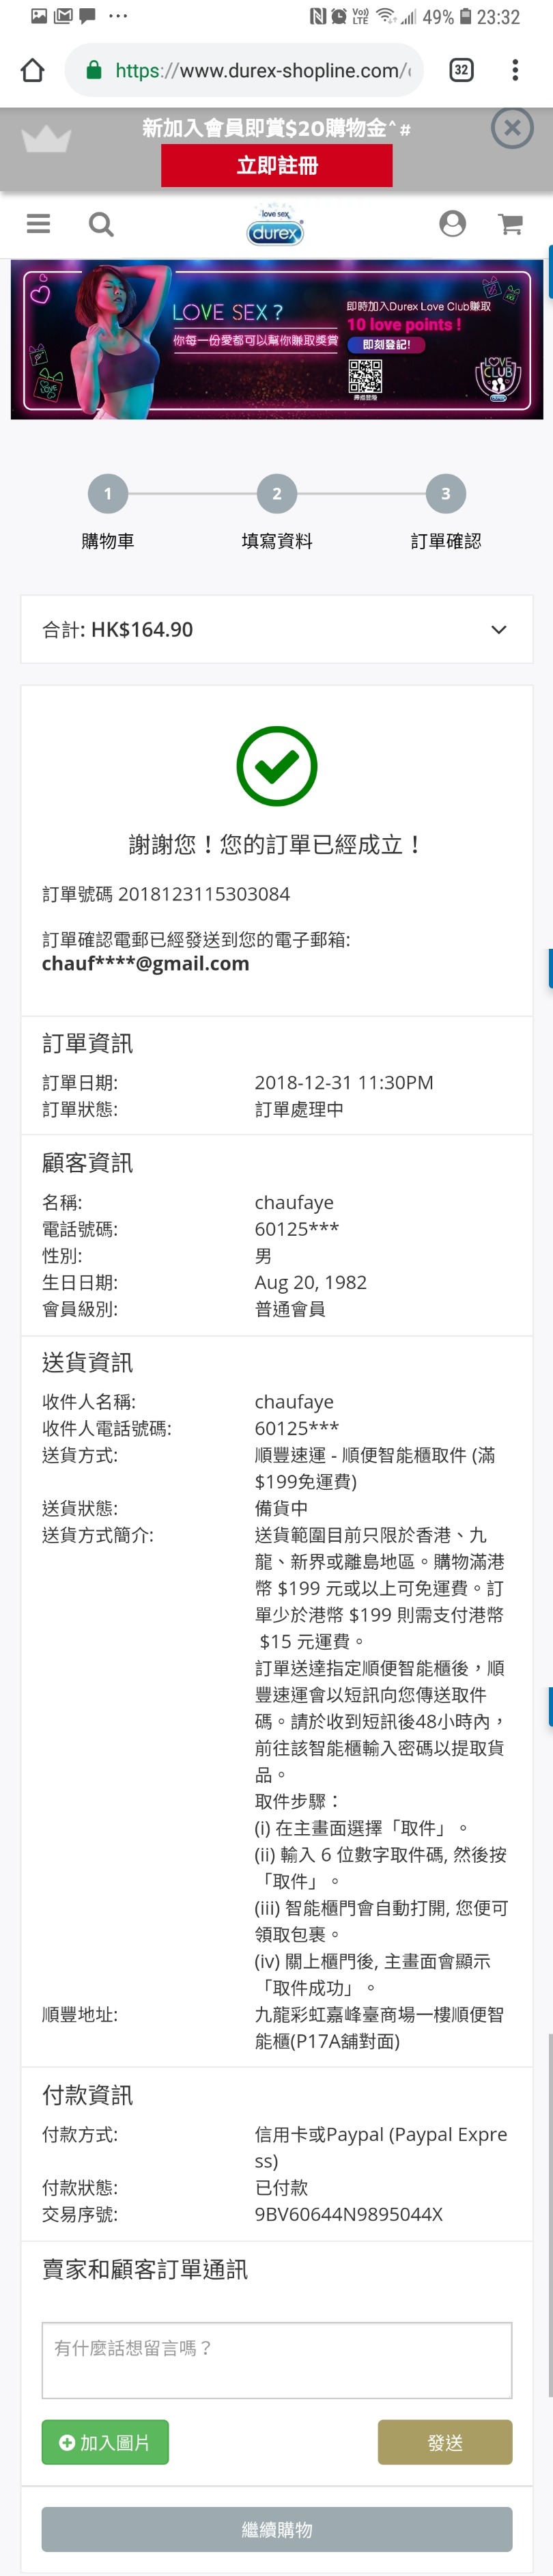 49% 23:32
https://www.durex-shopline.com/
32
新加入會員即賞$20購物金^#
立即註冊
love sex
durex
LOVE SEX ?
你每一份愛都可以幫你賺取獎賞
即時加入Durex Love Club賺取
10 love points !
即刻登記!
LOVE
CLUB
durex
1 2 3
購物車 填寫資料 訂單確認
合計: HK$164.90
謝謝您！您的訂單已經成立！
訂單號碼 2018123115303084
訂單確認電郵已經發送到您的電子郵箱:
chauf****@gmail.com
訂單資訊
訂單日期: 2018-12-31 11:30PM
訂單狀態: 訂單處理中
顧客資訊
名稱: chaufaye
電話號碼: 60125***
性別: 男
生日日期: Aug 20, 1982
會員級別: 普通會員
送貨資訊
收件人名稱: chaufaye
收件人電話號碼: 60125***
送貨方式: 順豐速運 - 順便智能櫃取件 (滿
$199免運費)
送貨狀態: 備貨中
送貨方式簡介: 送貨範圍目前只限於香港、九
龍、新界或離島地區。購物滿港
幣 $199 元或以上可免運費。訂
單少於港幣 $199 則需支付港幣
$15 元運費。
訂單送達指定順便智能櫃後，順
豐速運會以短訊向您傳送取件
碼。請於收到短訊後48小時內，
前往該智能櫃輸入密碼以提取貨
品。
取件步驟：
(i) 在主畫面選擇「取件」。
(ii) 輸入 6 位數字取件碼, 然後按
「取件」。
(iii) 智能櫃門會自動打開, 您便可
領取包裹。
(iv) 關上櫃門後, 主畫面會顯示
「取件成功」。
順豐地址: 九龍彩虹嘉峰臺商場一樓順便智
能櫃(P17A舖對面)
付款資訊
付款方式: 信用卡或Paypal (Paypal Expre
ss)
付款狀態: 已付款
交易序號: 9BV60644N9895044X
賣家和顧客訂單通訊
有什麼話想留言嗎？
加入圖片 發送
繼續購物